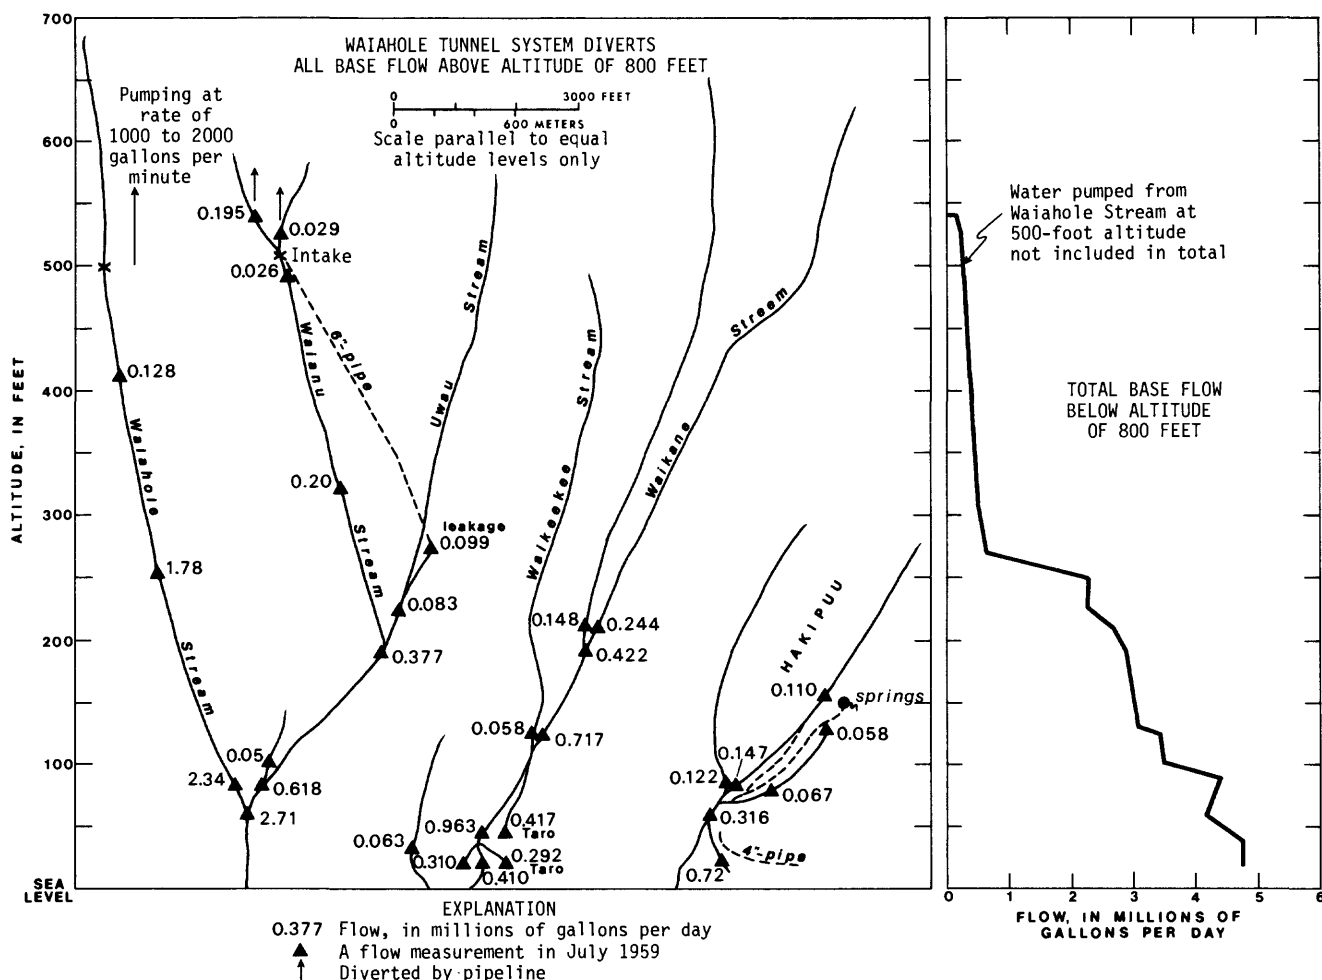 700
WAIAHOLE TUNNEL SYSTEM DIVERTS
ALL BASE FLOW ABOVE ALTITUDE OF 800 FEET
0 3000 FEET
0 600 METERS
Scale parallel to equal
altitude levels only
Pumping at
rate of
1000 to 2000
gallons per
minute
600
500
400
300
200
100
SEA
LEVEL
ALTITUDE, IN FEET
0.195
0.029
Intake
0.026
6"-pipe
Waianu
Stream
Uwau
Stream
Stream
Waikeekee
Streem
Waikane
0.128
Waiahole
Stream
0.20
leakage
0.099
1.78
0.083
0.377
0.148
0.244
0.422
HAKIPUU
0.110
springs
0.058
0.058
0.717
0.147
0.122
0.067
0.05
2.34
0.618
2.71
0.316
0.963
0.417
Taro
0.063
0.310
0.292
Taro
0.410
4"-pipe
0.72
Water pumped from
Waiahole Stream at
500-foot altitude
not included in total
TOTAL BASE FLOW
BELOW ALTITUDE
OF 800 FEET
0 1 2 3 4 5 6
FLOW, IN MILLIONS OF
GALLONS PER DAY
EXPLANATION
0.377 Flow, in millions of gallons per day
▲ A flow measurement in July 1959
↑ Diverted by pipeline